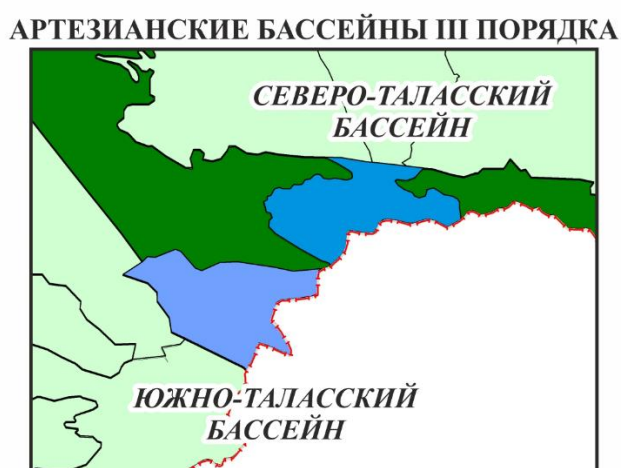 АРТЕЗИАНСКИЕ БАССЕЙНЫ III ПОРЯДКА
СЕВЕРО-ТАЛАССКИЙ
БАССЕЙН
ЮЖНО-ТАЛАССКИЙ
БАССЕЙН